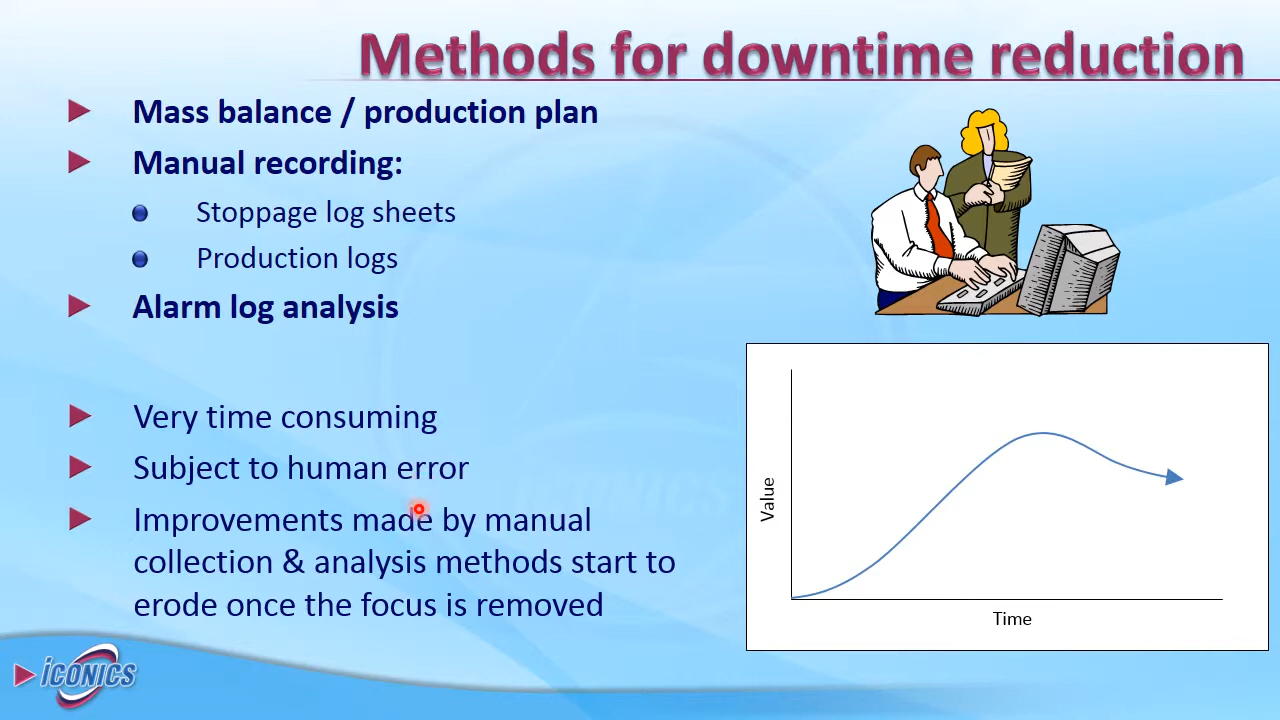 Methods for downtime reduction
Mass balance / production plan
Manual recording:
Stoppage log sheets
Production logs
Alarm log analysis
Very time consuming
Subject to human error
Improvements made by manual
collection & analysis methods start to
erode once the focus is removed
Value
Time
ICONICS
iCONICS